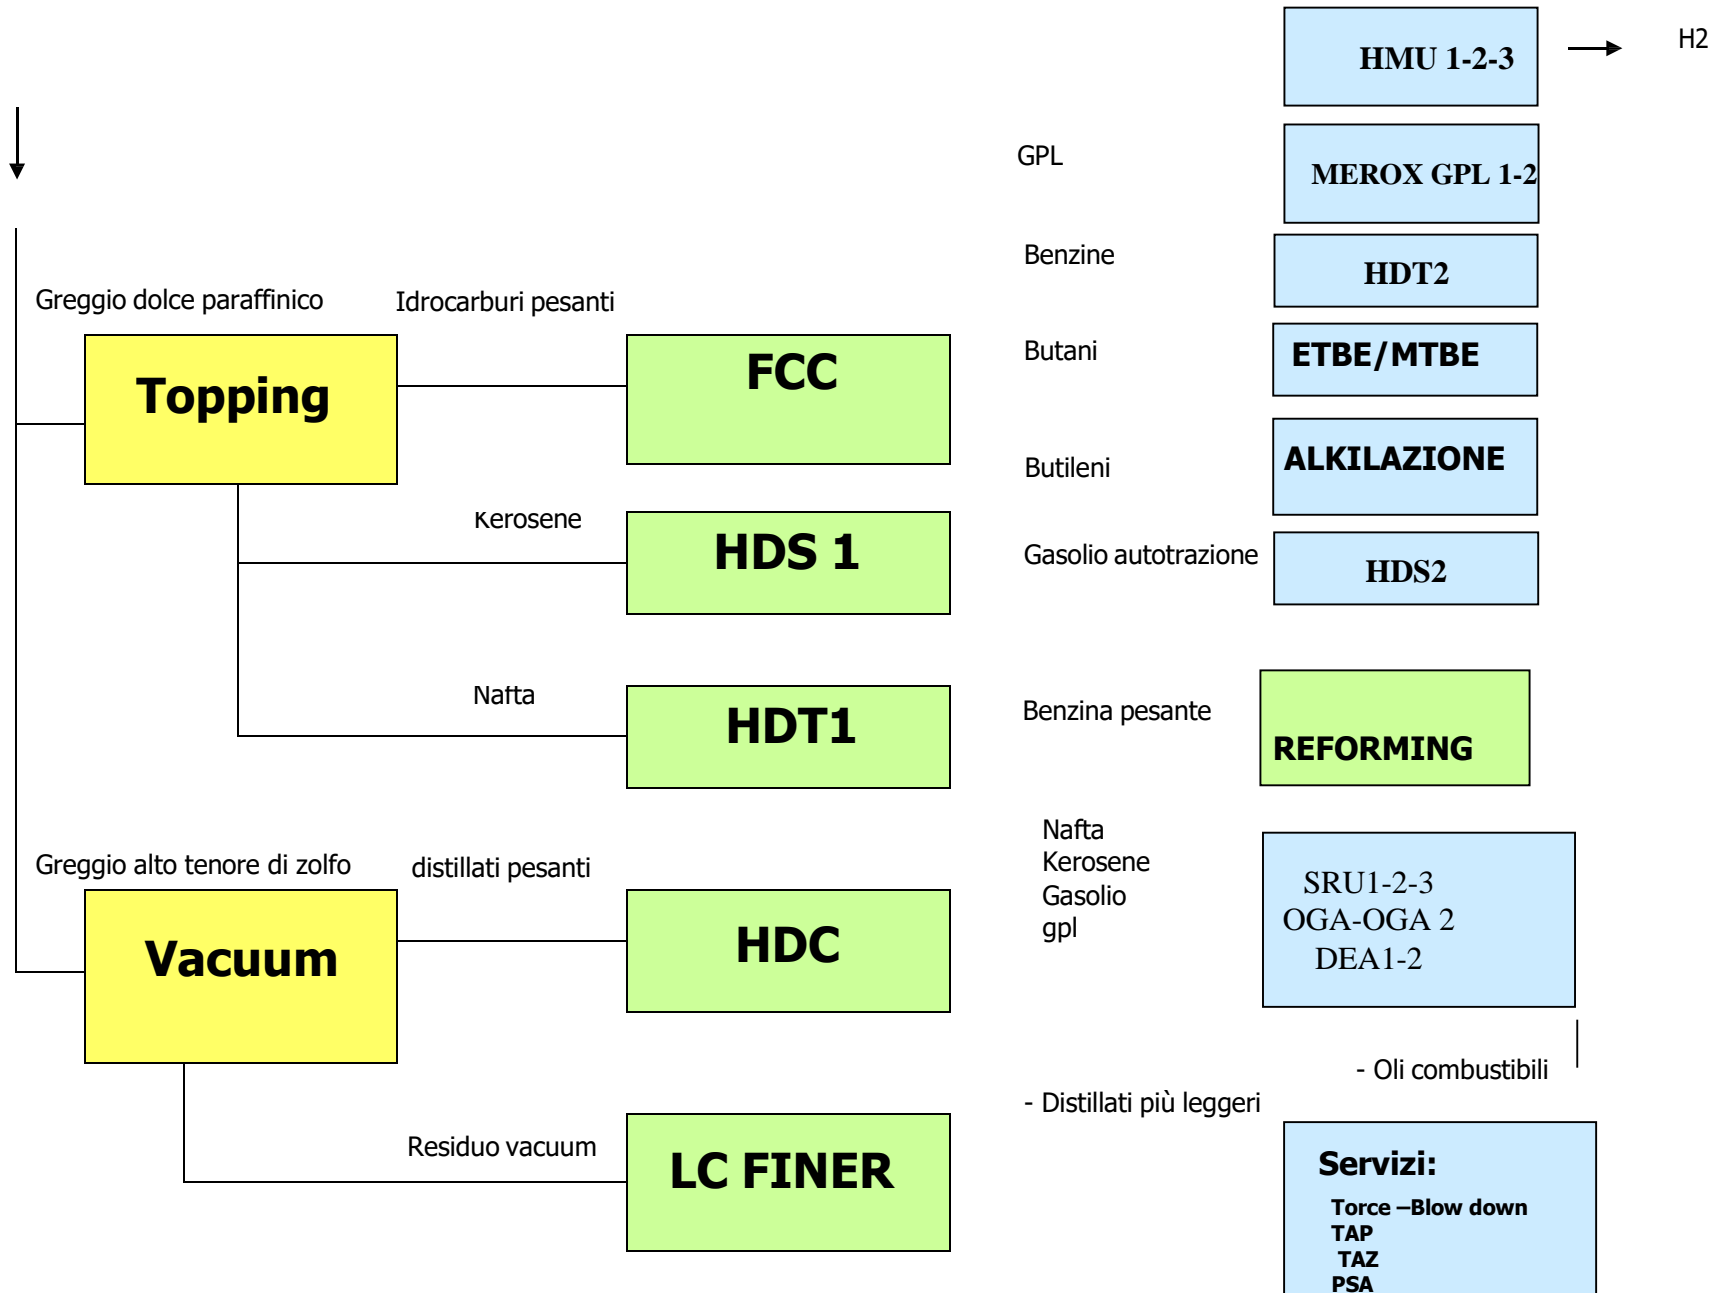 HMU 1-2-3
H2
GPL
MEROX GPL 1-2
Benzine
HDT2
Greggio dolce paraffinico
Idrocarburi pesanti
Butani
ETBE/MTBE
Topping
FCC
Butileni
ALKILAZIONE
Kerosene
HDS 1
Gasolio autotrazione
HDS2
Nafta
HDT1
Benzina pesante
REFORMING
Greggio alto tenore di zolfo
distillati pesanti
Vacuum
HDC
Nafta
Kerosene
Gasolio
gpl
SRU1-2-3
OGA-OGA 2
DEA1-2
- Oli combustibili
- Distillati più leggeri
Residuo vacuum
LC FINER
Servizi:
Torce –Blow down
TAP
TAZ
PSA